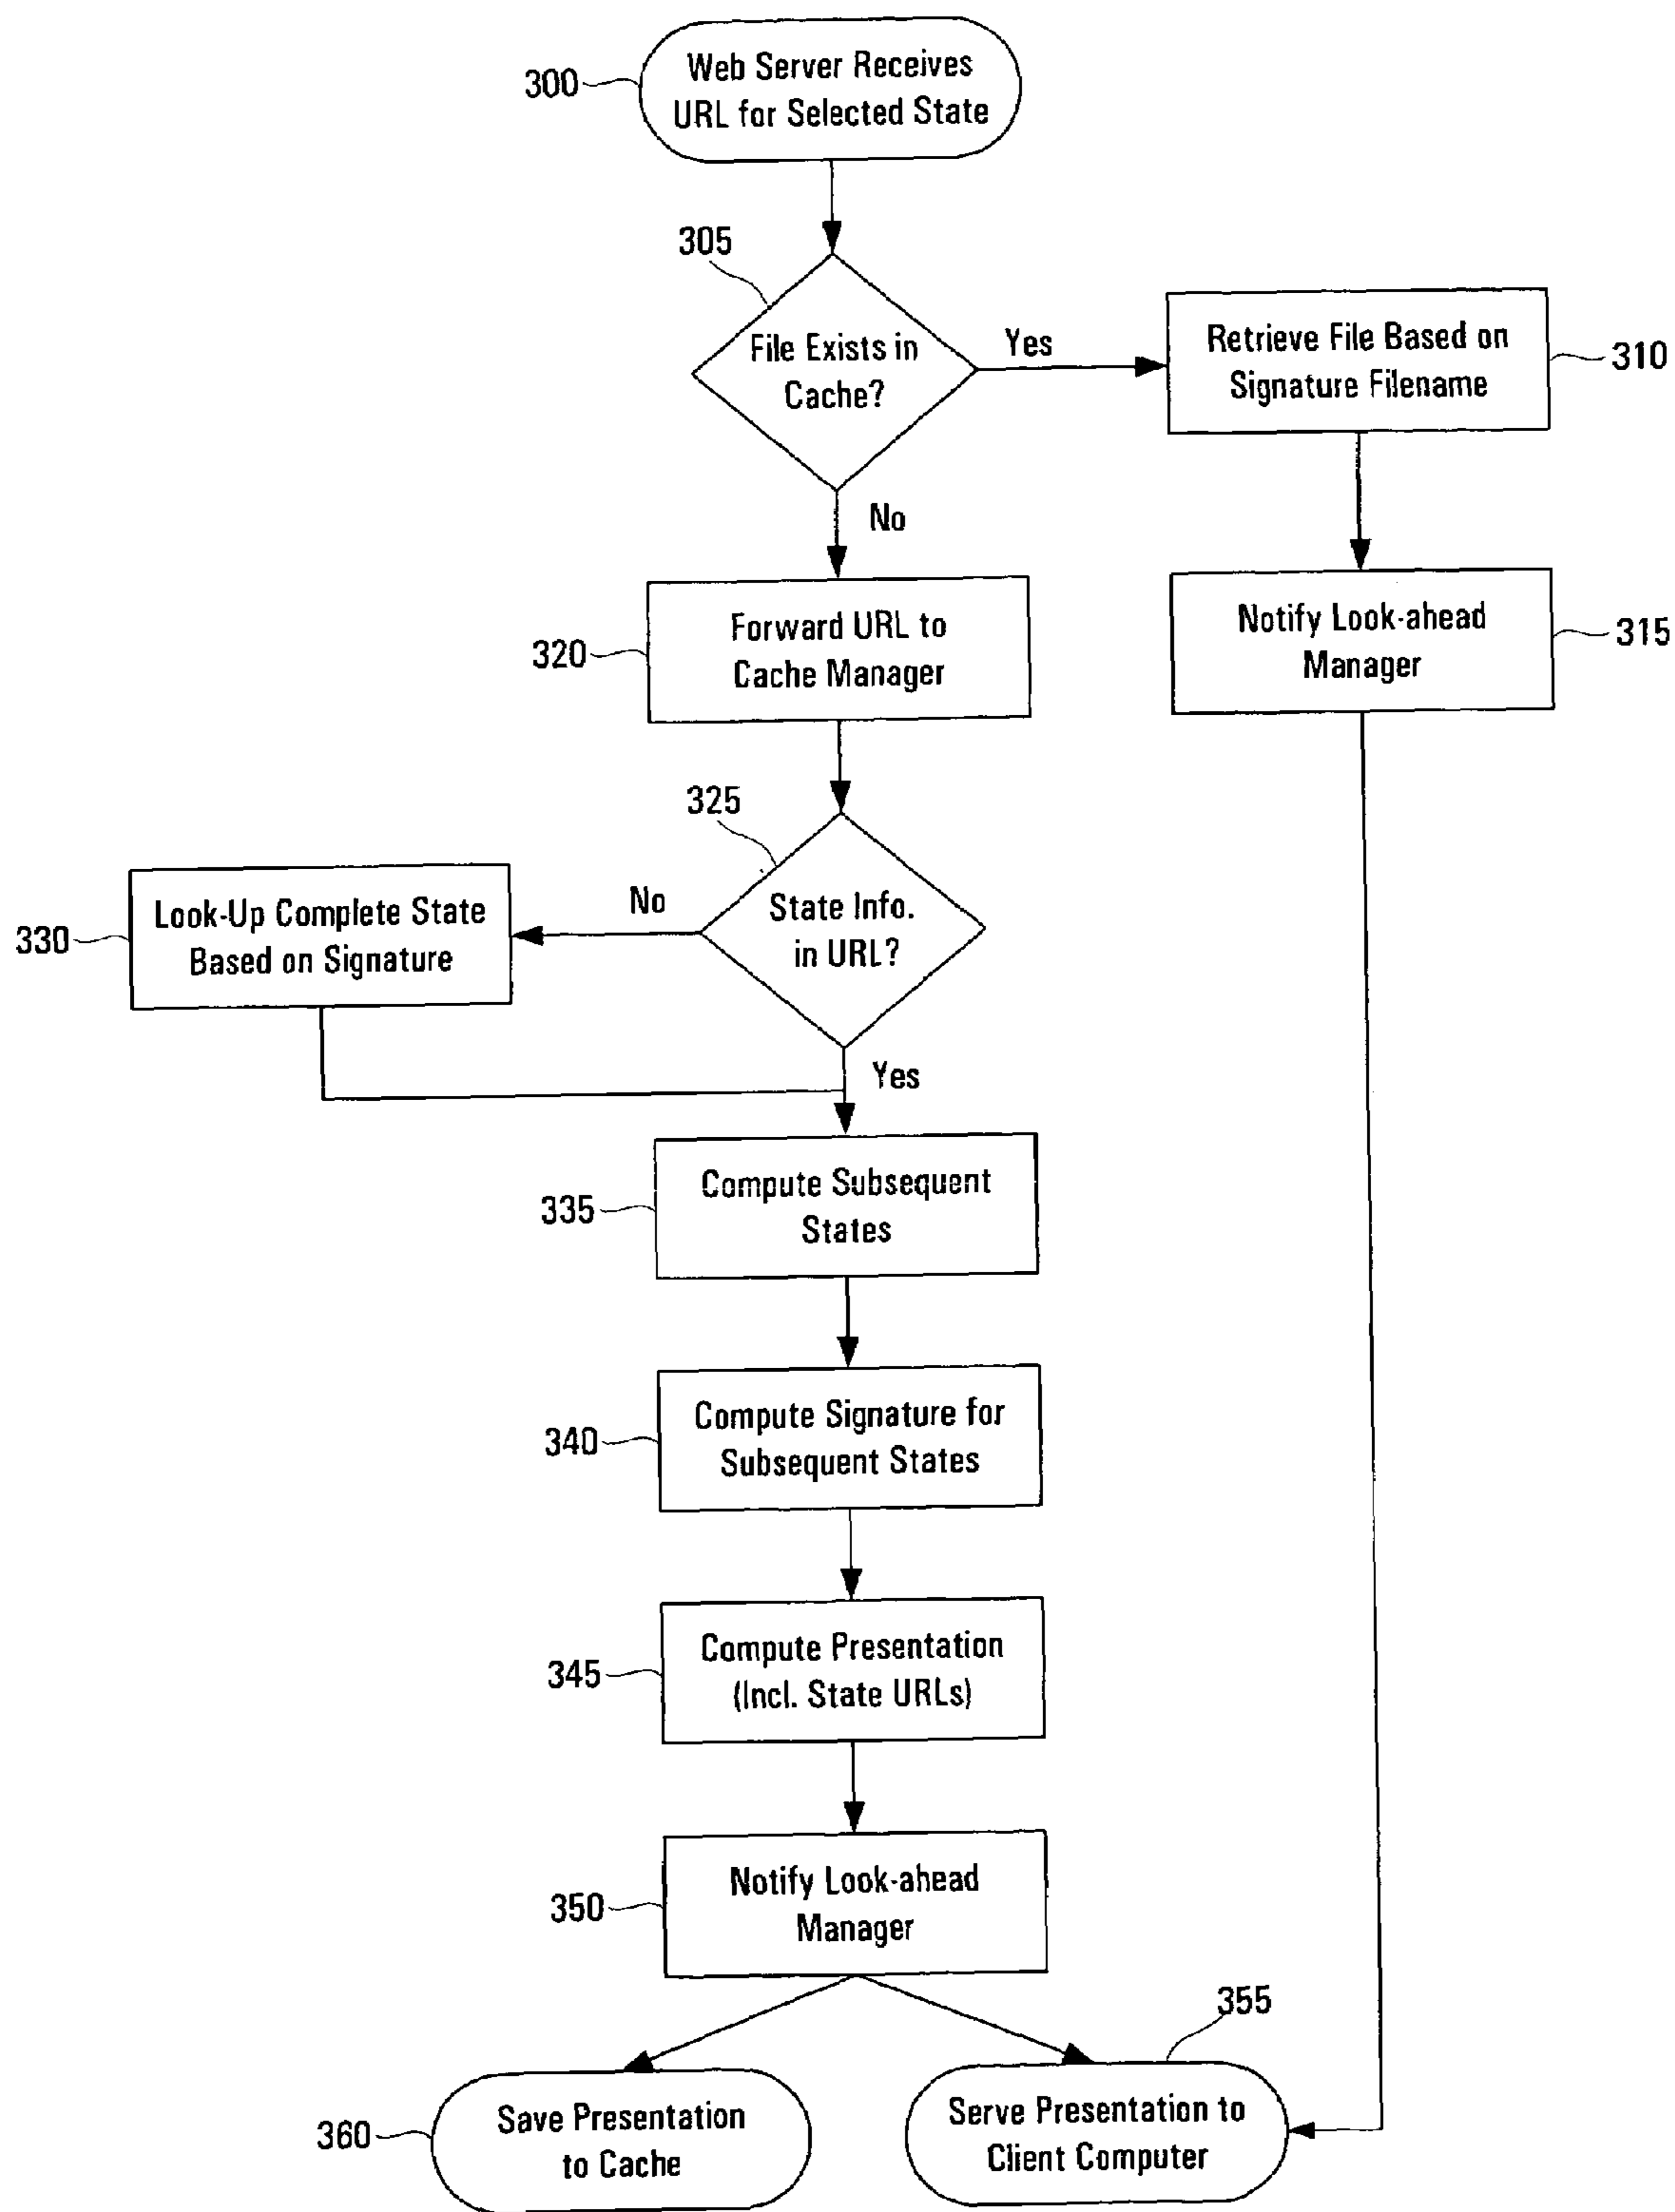 300
Web Server Receives
URL for Selected State
305
File Exists in
Cache?
Yes
Retrieve File Based on
Signature Filename
310
No
320
Forward URL to
Cache Manager
Notify Look-ahead
Manager
315
325
State Info.
in URL?
No
330
Look-Up Complete State
Based on Signature
Yes
335
Compute Subsequent
States
340
Compute Signature for
Subsequent States
345
Compute Presentation
(Incl. State URLs)
350
Notify Look-ahead
Manager
355
360
Save Presentation
to Cache
Serve Presentation to
Client Computer